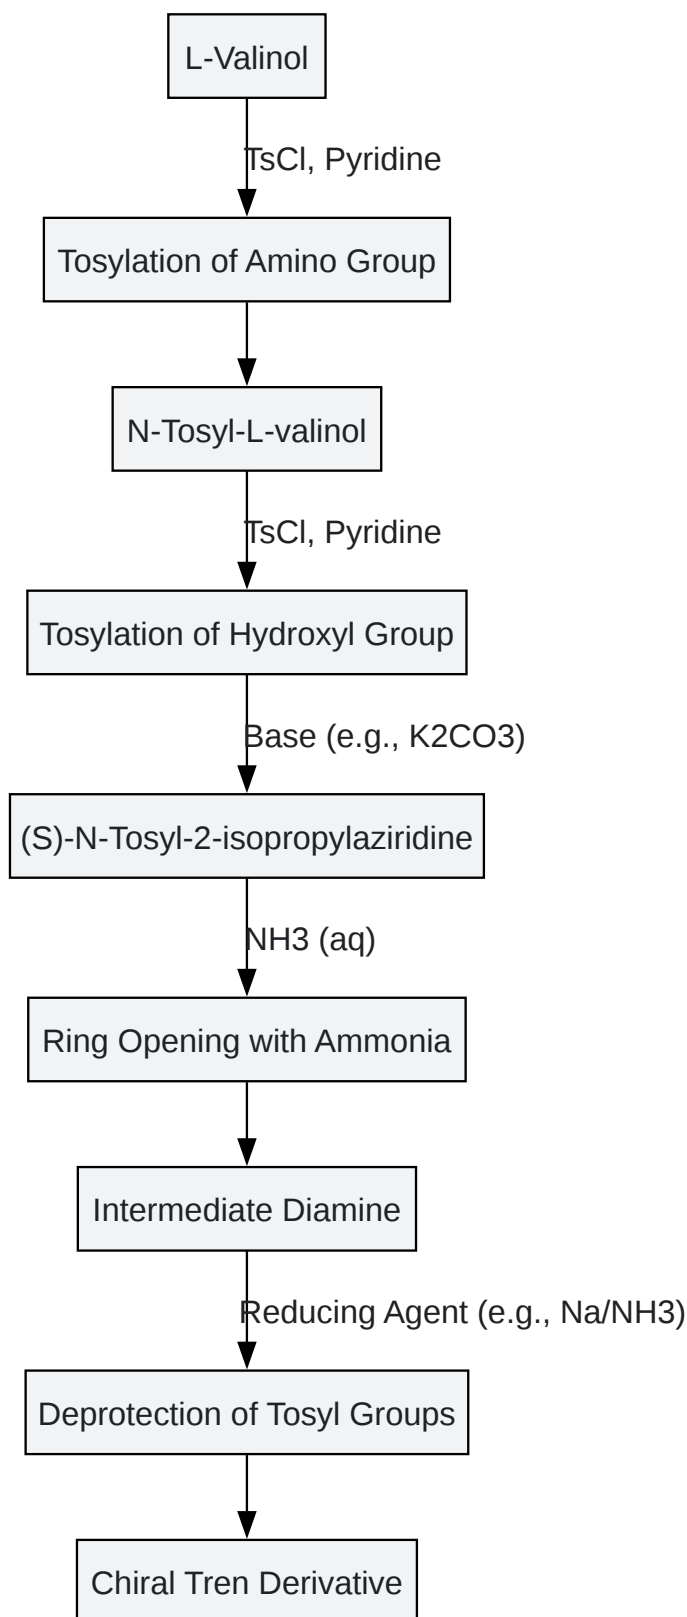 L-Valinol
TsCl, Pyridine
Tosylation of Amino Group
N-Tosyl-L-valinol
TsCl, Pyridine
Tosylation of Hydroxyl Group
Base (e.g., K2CO3)
(S)-N-Tosyl-2-isopropylaziridine
NH3 (aq)
Ring Opening with Ammonia
Intermediate Diamine
Reducing Agent (e.g., Na/NH3)
Deprotection of Tosyl Groups
Chiral Tren Derivative